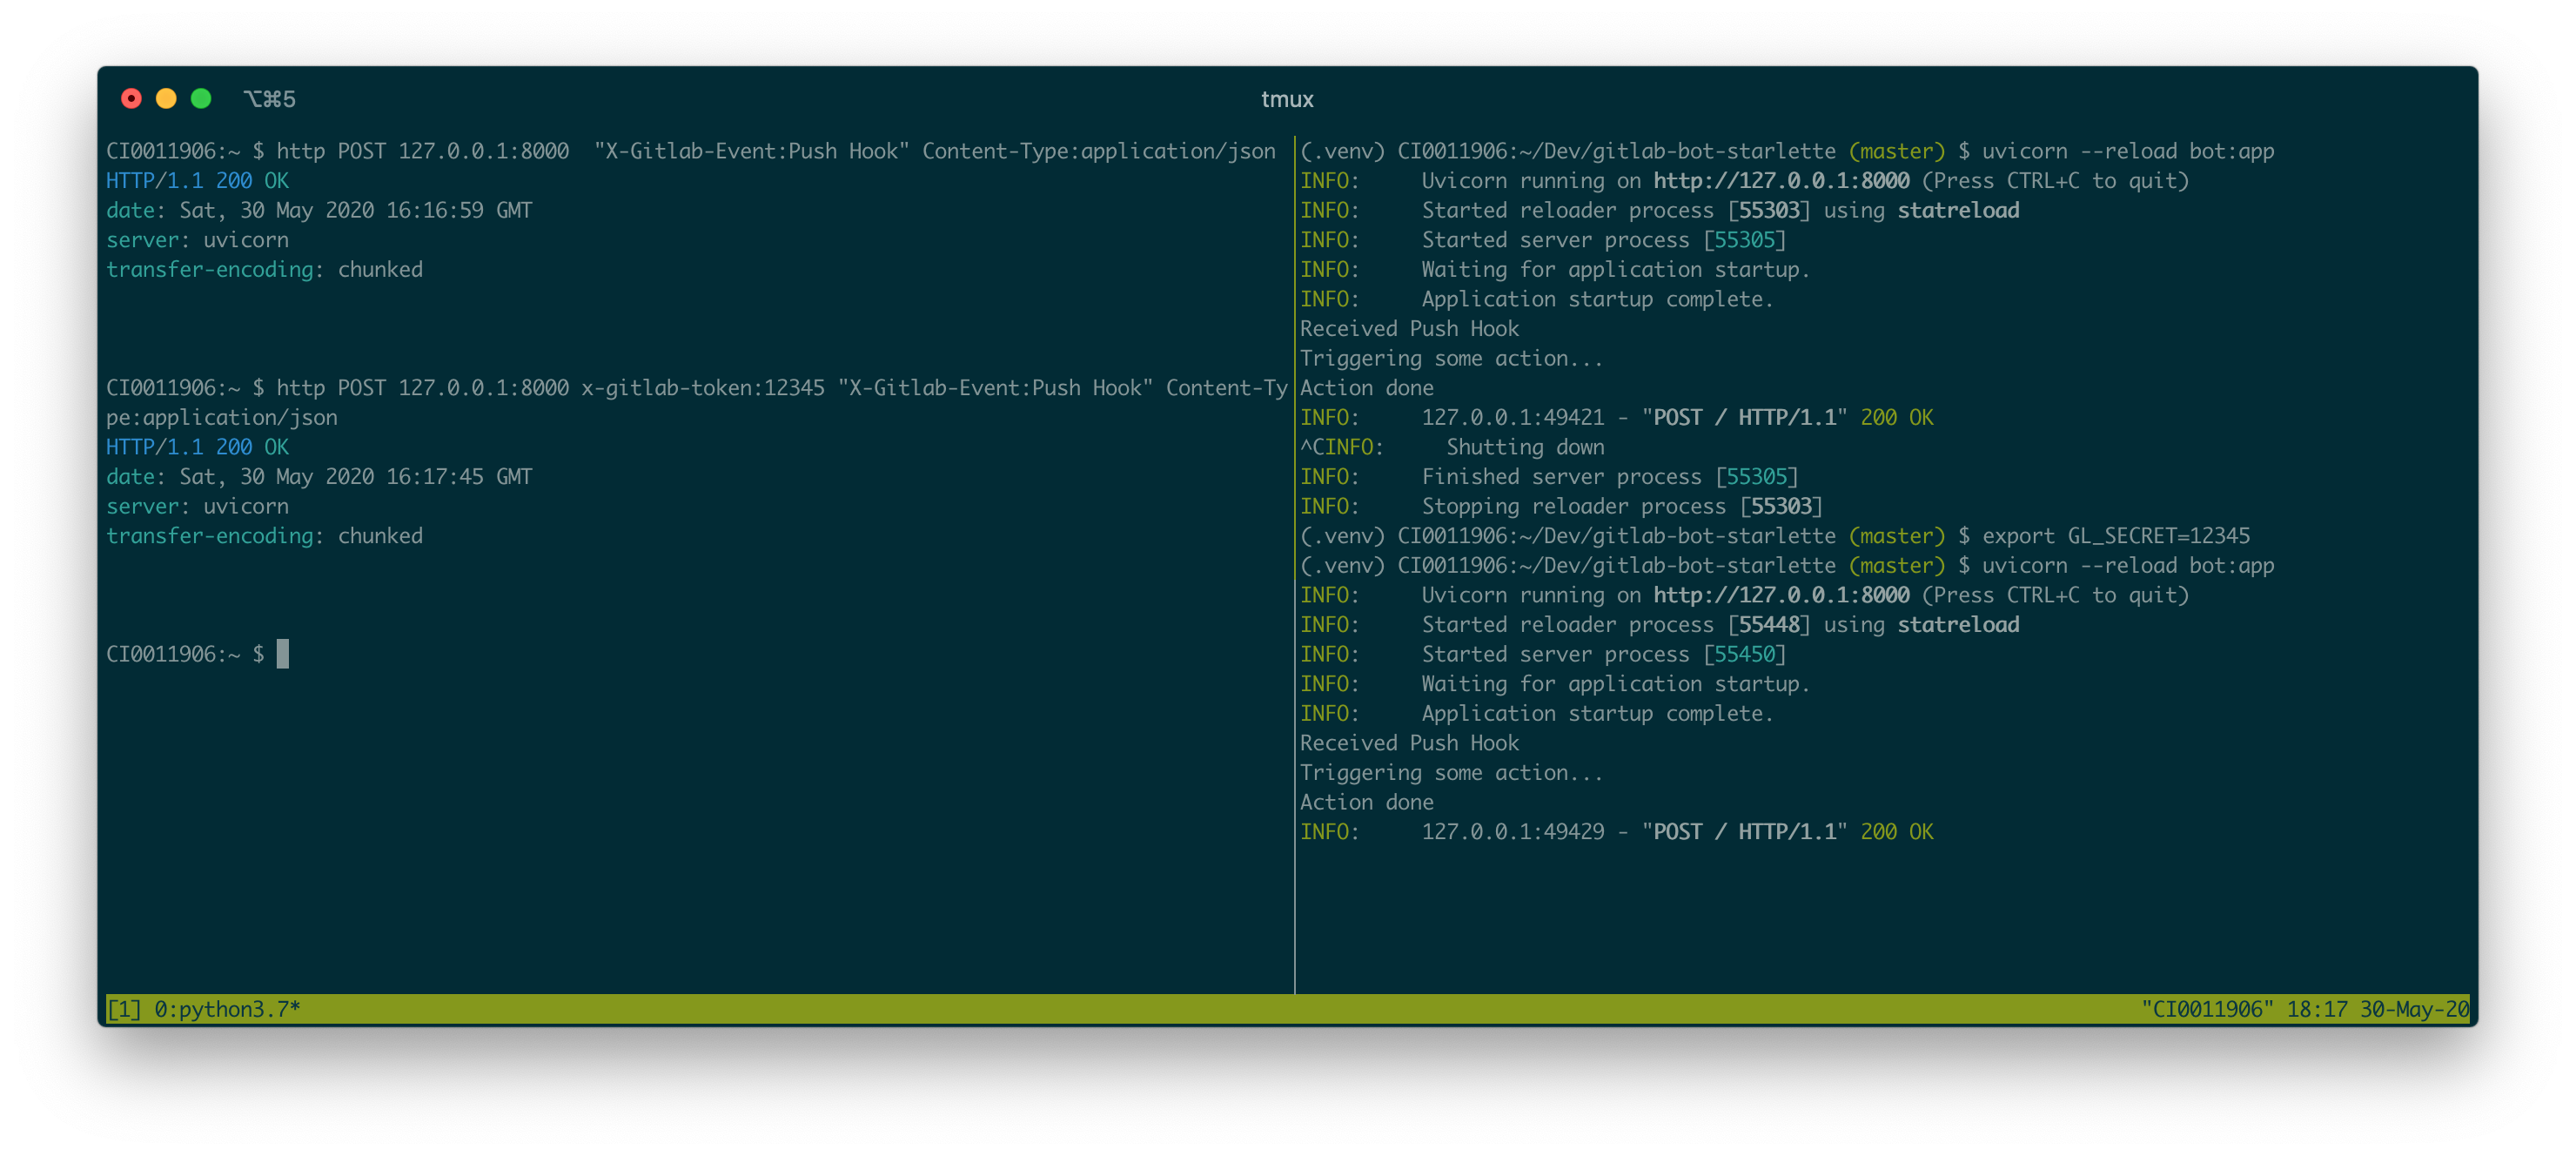 ⌥⌘5
tmux
CI0011906:~ $ http POST 127.0.0.1:8000  "X-Gitlab-Event:Push Hook" Content-Type:application/json
HTTP/1.1 200 OK
date: Sat, 30 May 2020 16:16:59 GMT
server: uvicorn
transfer-encoding: chunked
CI0011906:~ $ http POST 127.0.0.1:8000 x-gitlab-token:12345 "X-Gitlab-Event:Push Hook" Content-Ty
pe:application/json
HTTP/1.1 200 OK
date: Sat, 30 May 2020 16:17:45 GMT
server: uvicorn
transfer-encoding: chunked
CI0011906:~ $
(.venv) CI0011906:~/Dev/gitlab-bot-starlette (master) $ uvicorn --reload bot:app
INFO:     Uvicorn running on http://127.0.0.1:8000 (Press CTRL+C to quit)
INFO:     Started reloader process [55303] using statreload
INFO:     Started server process [55305]
INFO:     Waiting for application startup.
INFO:     Application startup complete.
Received Push Hook
Triggering some action...
Action done
INFO:     127.0.0.1:49421 - "POST / HTTP/1.1" 200 OK
^CINFO:     Shutting down
INFO:     Finished server process [55305]
INFO:     Stopping reloader process [55303]
(.venv) CI0011906:~/Dev/gitlab-bot-starlette (master) $ export GL_SECRET=12345
(.venv) CI0011906:~/Dev/gitlab-bot-starlette (master) $ uvicorn --reload bot:app
INFO:     Uvicorn running on http://127.0.0.1:8000 (Press CTRL+C to quit)
INFO:     Started reloader process [55448] using statreload
INFO:     Started server process [55450]
INFO:     Waiting for application startup.
INFO:     Application startup complete.
Received Push Hook
Triggering some action...
Action done
INFO:     127.0.0.1:49429 - "POST / HTTP/1.1" 200 OK
[1] 0:python3.7*
"CI0011906" 18:17 30-May-20